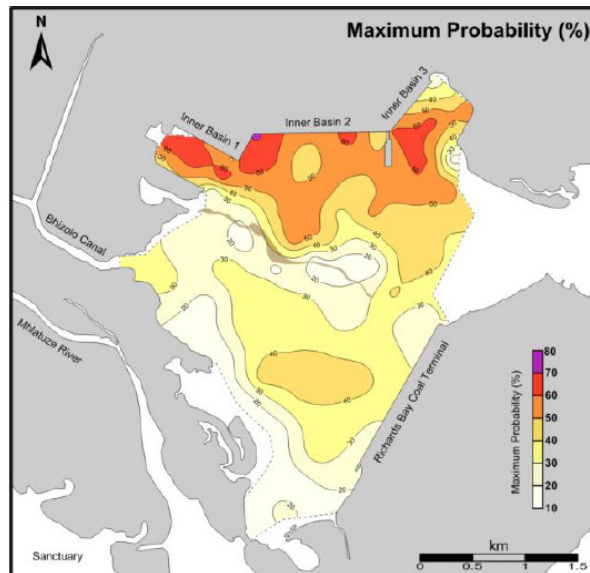 N
Maximum Probability (%)
Inner Basin 1
Inner Basin 2
Inner Basin 3
Bhizolo Canal
Mhlatuze River
Richards Bay Coal Terminal
Sanctuary
Maximum Probability (%)
80
70
60
50
40
30
20
10
km
0 0.5 1 1.5